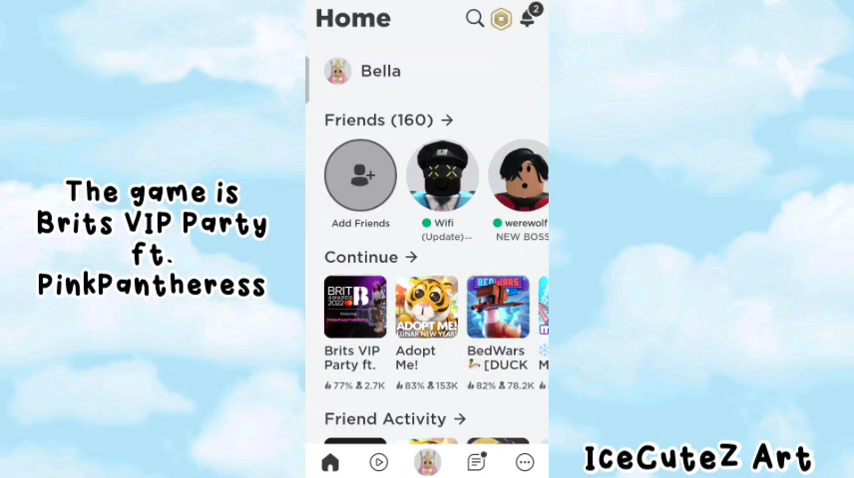 Home
2
Bella
Friends (160) →
Add Friends
Wifi
(Update)...
werewolf
NEW BOSS
The game is
Brits VIP Party
ft.
PinkPantheress
Continue →
BRIT
AWARDS
2022
featuring
PINKPANTHERESS
ADOPT ME!
LUNAR NEW YEAR!
BEDWARS
Brits VIP
Party ft.
Adopt
Me!
BedWars
[DUCK
M
77% 2.7K
83% 153K
82% 78.2K
Friend Activity →
IceCuteZ Art